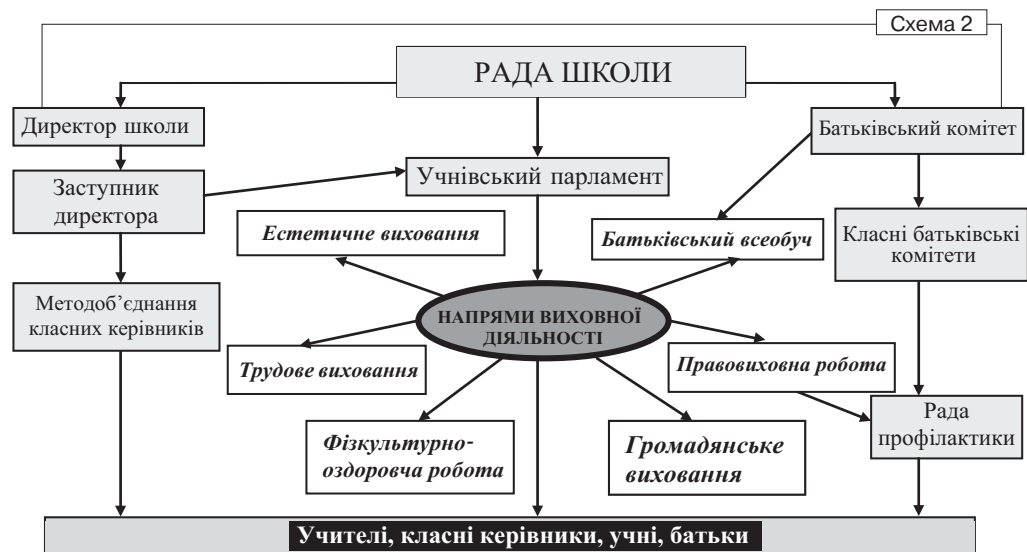 Схема 2
РАДА ШКОЛИ
Директор школи
Батьківський комітет
Заступник
директора
Учнівський парламент
Естетичне виховання
Батьківський всеобуч
Класні батьківські
комітети
Методоб’єднання
класних керівників
НАПРЯМИ ВИХОВНОЇ
ДІЯЛЬНОСТІ
Трудове виховання
Правовиховна робота
Фізкультурно-
оздоровча робота
Громадянське
виховання
Рада
профілактики
Учителі, класні керівники, учні, батьки